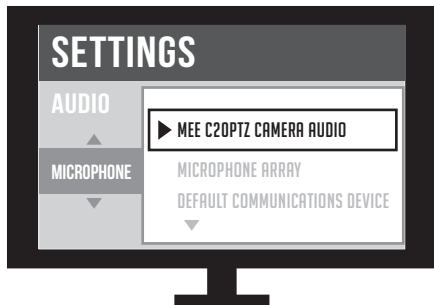 SETTINGS
AUDIO
MICROPHONE
MEE C20PTZ CAMERA AUDIO
MICROPHONE ARRAY
DEFAULT COMMUNICATIONS DEVICE